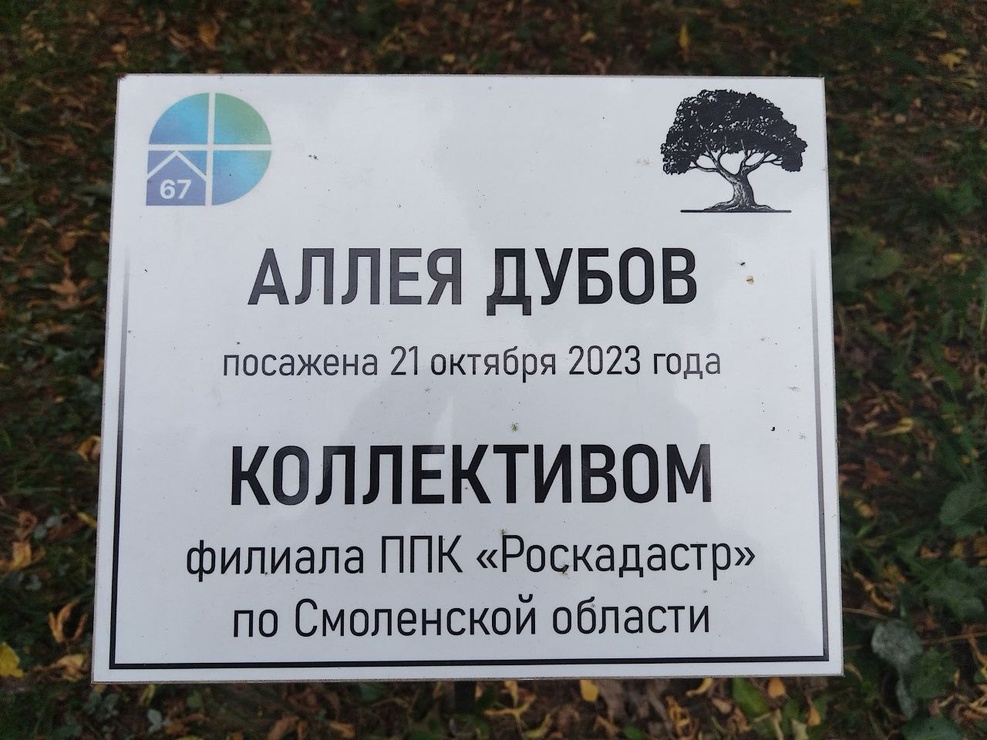 67
АЛЛЕЯ ДУБОВ
посажена 21 октября 2023 года
КОЛЛЕКТИВОМ
филиала ППК «Роскадастр»
по Смоленской области